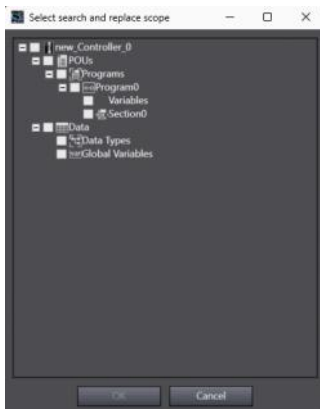 Select search and replace scope
new_Controller_0
POUs
Programs
Program0
Variables
Section0
Data
Data Types
Global Variables
OK
Cancel